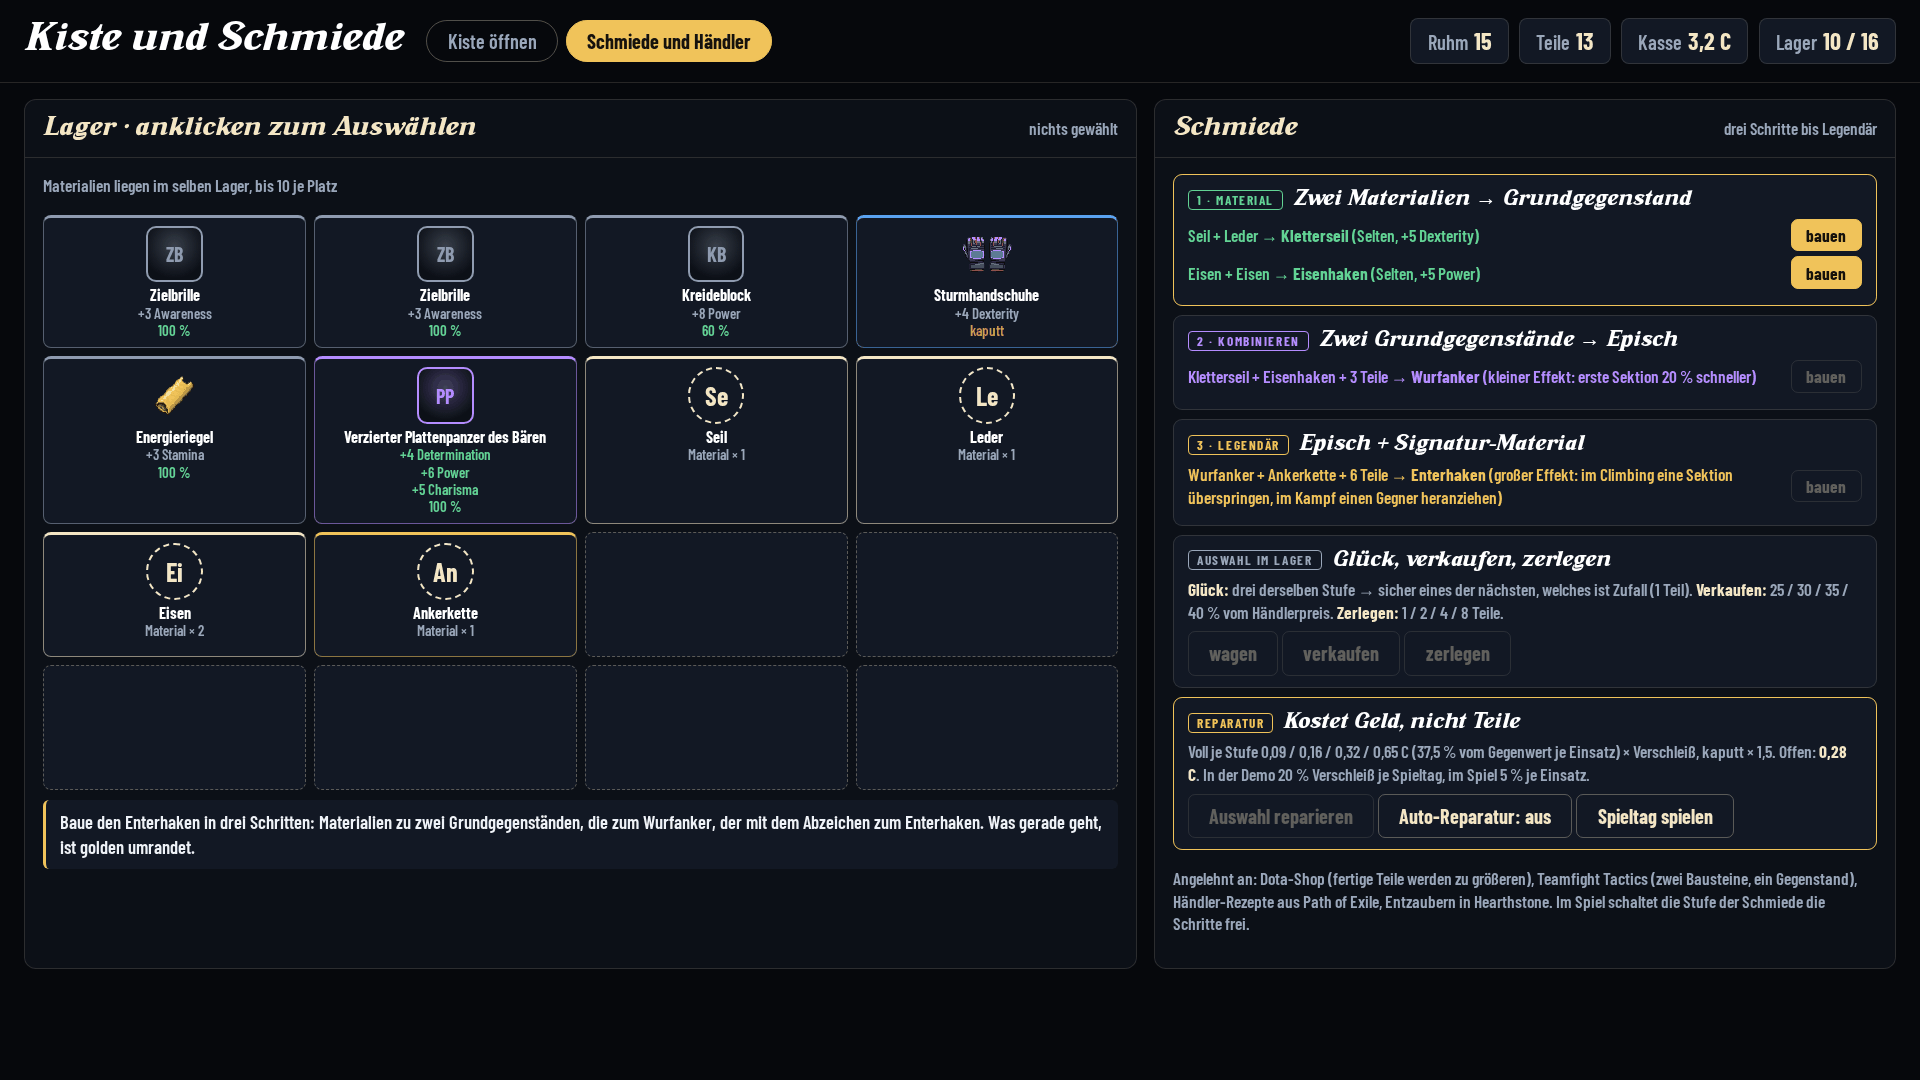 Kiste und Schmiede
Kiste öffnen
Schmiede und Händler
Ruhm 15
Teile 13
Kasse 3,2 C
Lager 10 / 16
Lager · anklicken zum Auswählen
nichts gewählt
Materialien liegen im selben Lager, bis 10 je Platz
ZB
Zielbrille
+3 Awareness
100 %
ZB
Zielbrille
+3 Awareness
100 %
KB
Kreideblock
+8 Power
60 %
Sturmhandschuhe
+4 Dexterity
kaputt
Energieriegel
+3 Stamina
100 %
PP
Verzierter Plattenpanzer des Bären
+4 Determination
+6 Power
+5 Charisma
100 %
Se
Seil
Material × 1
Le
Leder
Material × 1
Ei
Eisen
Material × 2
An
Ankerkette
Material × 1
Baue den Enterhaken in drei Schritten: Materialien zu zwei Grundgegenständen, die zum Wurfanker, der mit dem Abzeichen zum Enterhaken. Was gerade geht,
ist golden umrandet.
Schmiede
drei Schritte bis Legendär
1 · MATERIAL
Zwei Materialien → Grundgegenstand
Seil + Leder → Kletterseil (Selten, +5 Dexterity)
bauen
Eisen + Eisen → Eisenhaken (Selten, +5 Power)
bauen
2 · KOMBINIEREN
Zwei Grundgegenstände → Episch
Kletterseil + Eisenhaken + 3 Teile → Wurfanker (kleiner Effekt: erste Sektion 20 % schneller)
bauen
3 · LEGENDÄR
Episch + Signatur-Material
Wurfanker + Ankerkette + 6 Teile → Enterhaken (großer Effekt: im Climbing eine Sektion
überspringen, im Kampf einen Gegner heranziehen)
bauen
AUSWAHL IM LAGER
Glück, verkaufen, zerlegen
Glück: drei derselben Stufe → sicher eines der nächsten, welches ist Zufall (1 Teil). Verkaufen: 25 / 30 / 35 /
40 % vom Händlerpreis. Zerlegen: 1 / 2 / 4 / 8 Teile.
wagen
verkaufen
zerlegen
REPARATUR
Kostet Geld, nicht Teile
Voll je Stufe 0,09 / 0,16 / 0,32 / 0,65 C (37,5 % vom Gegenwert je Einsatz) × Verschleiß, kaputt × 1,5. Offen: 0,28
C. In der Demo 20 % Verschleiß je Spieltag, im Spiel 5 % je Einsatz.
Auswahl reparieren
Auto-Reparatur: aus
Spieltag spielen
Angelehnt an: Dota-Shop (fertige Teile werden zu größeren), Teamfight Tactics (zwei Bausteine, ein Gegenstand),
Händler-Rezepte aus Path of Exile, Entzaubern in Hearthstone. Im Spiel schaltet die Stufe der Schmiede die
Schritte frei.